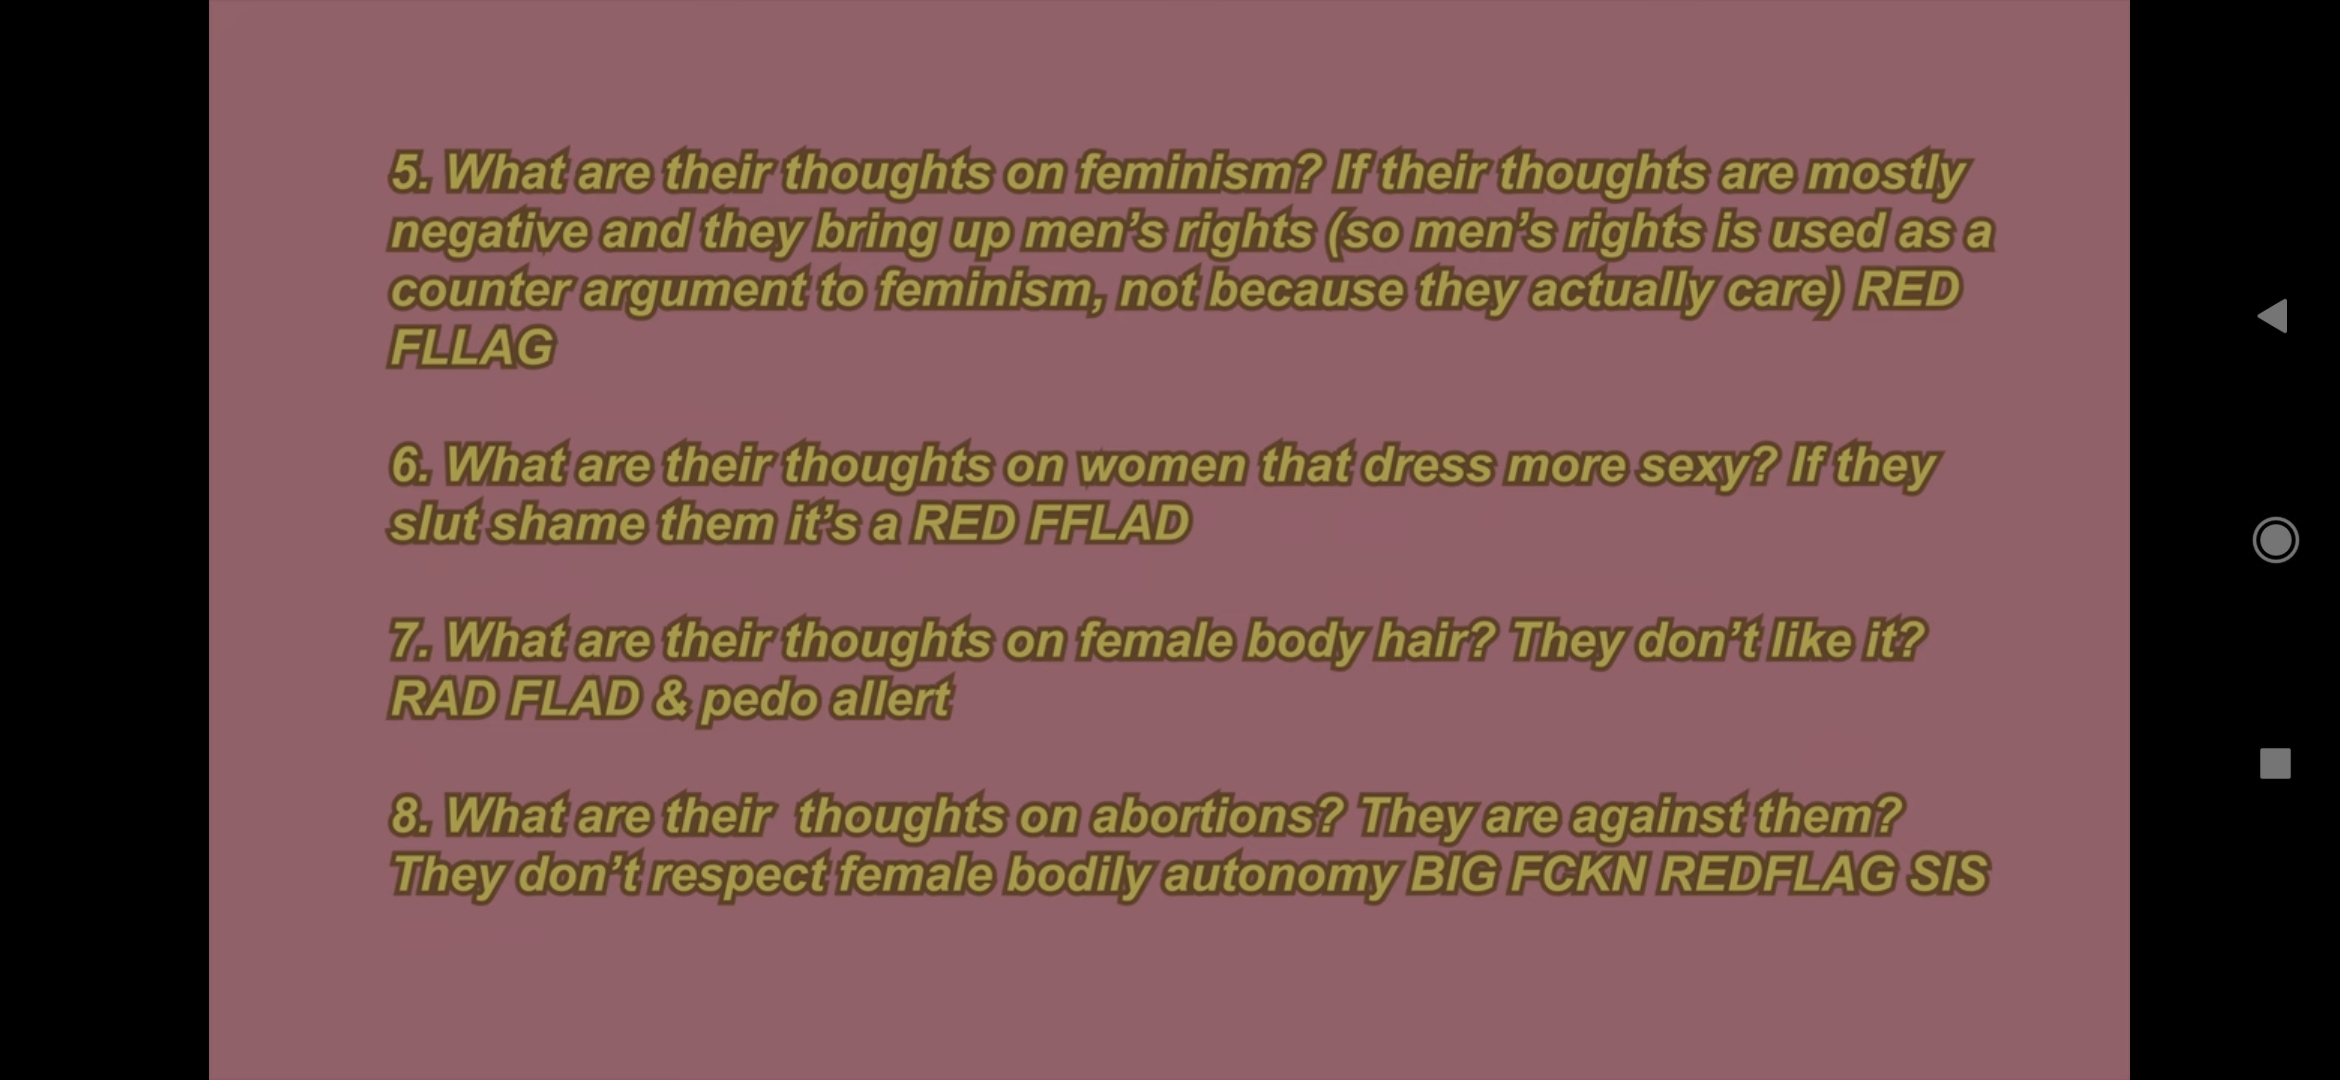 5. What are their thoughts on feminism? If their thoughts are mostly
negative and they bring up men’s rights (so men’s rights is used as a
counter argument to feminism, not because they actually care) RED
FLLAG
6. What are their thoughts on women that dress more sexy? If they
slut shame them it’s a RED FFLAD
7. What are their thoughts on female body hair? They don’t like it?
RAD FLAD & pedo allert
8. What are their  thoughts on abortions? They are against them?
They don’t respect female bodily autonomy BIG FCKN REDFLAG SIS